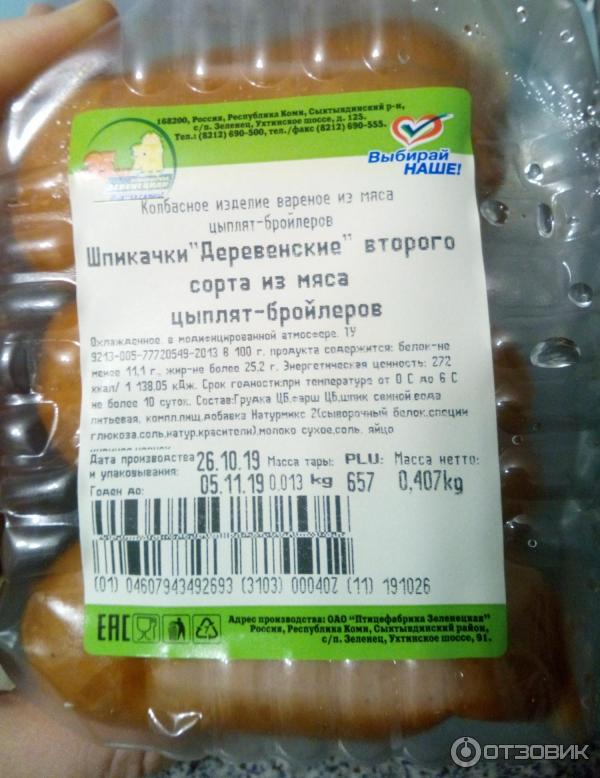 168200, Россия, Республика Коми, Сыктывдинский р-н,
с/п. Зеленец, Ухтинское шоссе, д. 125.
Тел.: (8212) 690-500, тел./факс (8212) 690-555.
Выбирай
НАШЕ!
Колбасное изделие вареное из мяса
цыплят-бройлеров
Шпикачки"Деревенские" второго
сорта из мяса
цыплят-бройлеров
Охлажденное, в модифицированной атмосфере. ТУ
9213-005-77720549-2013 В 100 г. продукта содержится: белок-не
менее 11,1 г., жир-не более 25.2 г. Энергетическая ценность: 272
ккал/ 1 138.05 кДж. Срок годности:при температуре от 0 С до 6 С
не более 10 суток. Состав:Грудка ЦБ,фарш ЦБ,шпик свиной,вода
питьевая, компл.пищ.добавка Натурмикс 2(сывороčный белок,специи
глюкоза,соль,натур.красители),молоко сухое,соль, яйцо
Дата производства 26.10.19 Масса тары: PLU: Масса нетто:
и упаковывания:
Годен до: 05.11.19 0,013 kg 657 0,407kg
(01) 04607943492693 (3103) 000407 (11) 191026
EAC
Адрес производства: ОАО "Птицефабрика Зеленецкая"
Россия, Республика Коми, Сыктывдинский район,
с/п. Зеленец, Ухтинское шоссе, 91.
ОТЗОВИК